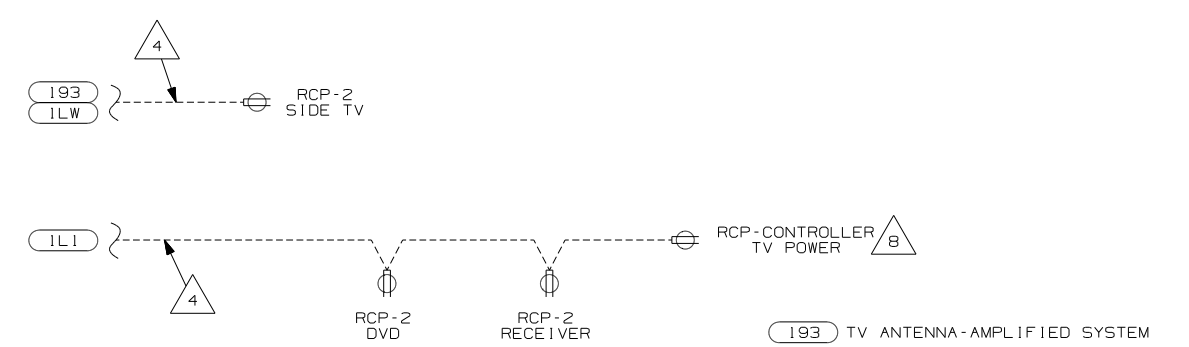 4
193
1LW
RCP-2
SIDE TV
1L1
RCP-CONTROLLER
TV POWER
8
4
RCP-2
DVD
RCP-2
RECEIVER
193 TV ANTENNA-AMPLIFIED SYSTEM